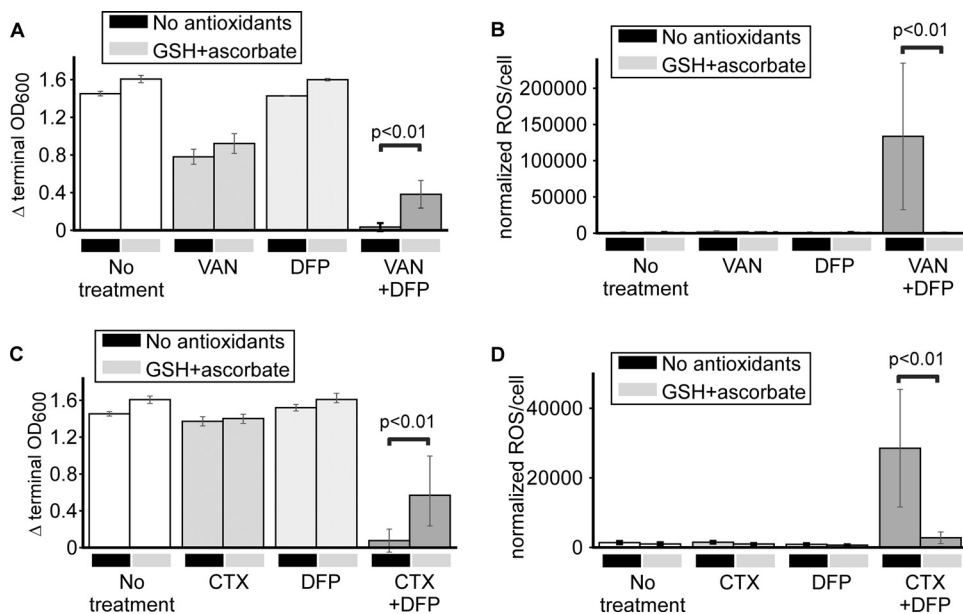 A
No antioxidants
GSH+ascorbate
Δ terminal OD600
1.6
1.2
0.8
0.4
0
p<0.01
No treatment
VAN
DFP
VAN +DFP
B
No antioxidants
GSH+ascorbate
normalized ROS/cell
200000
150000
100000
50000
0
p<0.01
No treatment
VAN
DFP
VAN +DFP
C
No antioxidants
GSH+ascorbate
Δ terminal OD600
1.6
1.2
0.8
0.4
0
p<0.01
No treatment
CTX
DFP
CTX +DFP
D
No antioxidants
GSH+ascorbate
normalized ROS/cell
40000
20000
0
p<0.01
No treatment
CTX
DFP
CTX +DFP